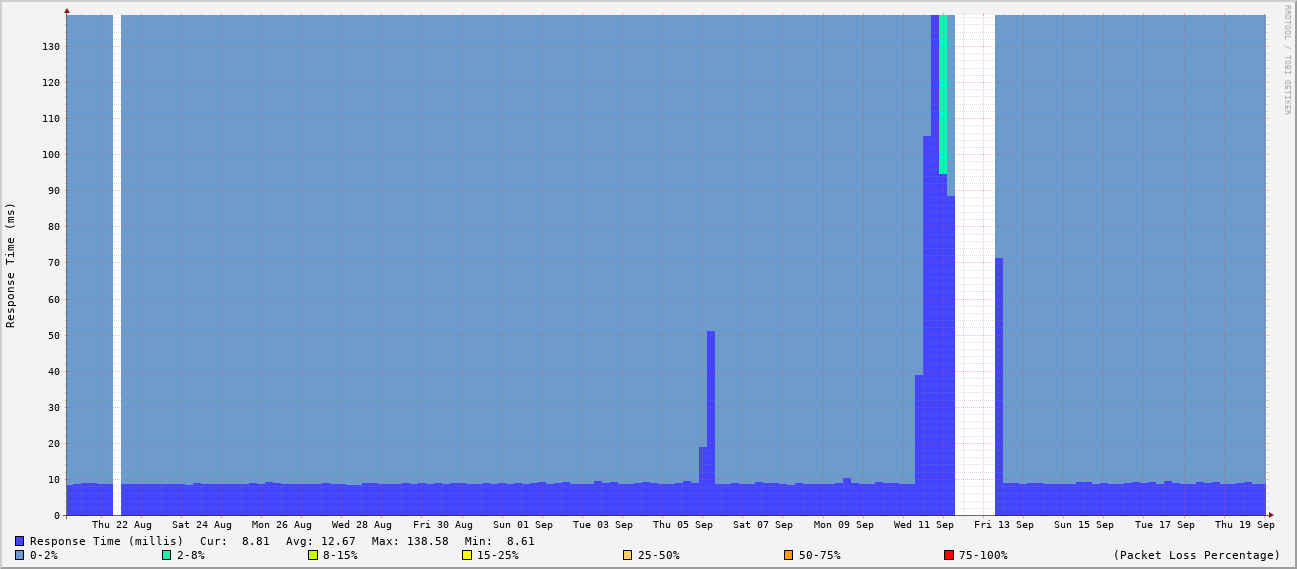 RRDTOOL / TOBI OETIKER
Response Time (ms)
130
120
110
100
90
80
70
60
50
40
30
20
10
0
Thu 22 Aug Sat 24 Aug Mon 26 Aug Wed 28 Aug Fri 30 Aug Sun 01 Sep Tue 03 Sep Thu 05 Sep Sat 07 Sep Mon 09 Sep Wed 11 Sep Fri 13 Sep Sun 15 Sep Tue 17 Sep Thu 19 Sep
Response Time (millis) Cur: 8.81 Avg: 12.67 Max: 138.58 Min: 8.61
0-2% 2-8% 8-15% 15-25% 25-50% 50-75% 75-100% (Packet Loss Percentage)